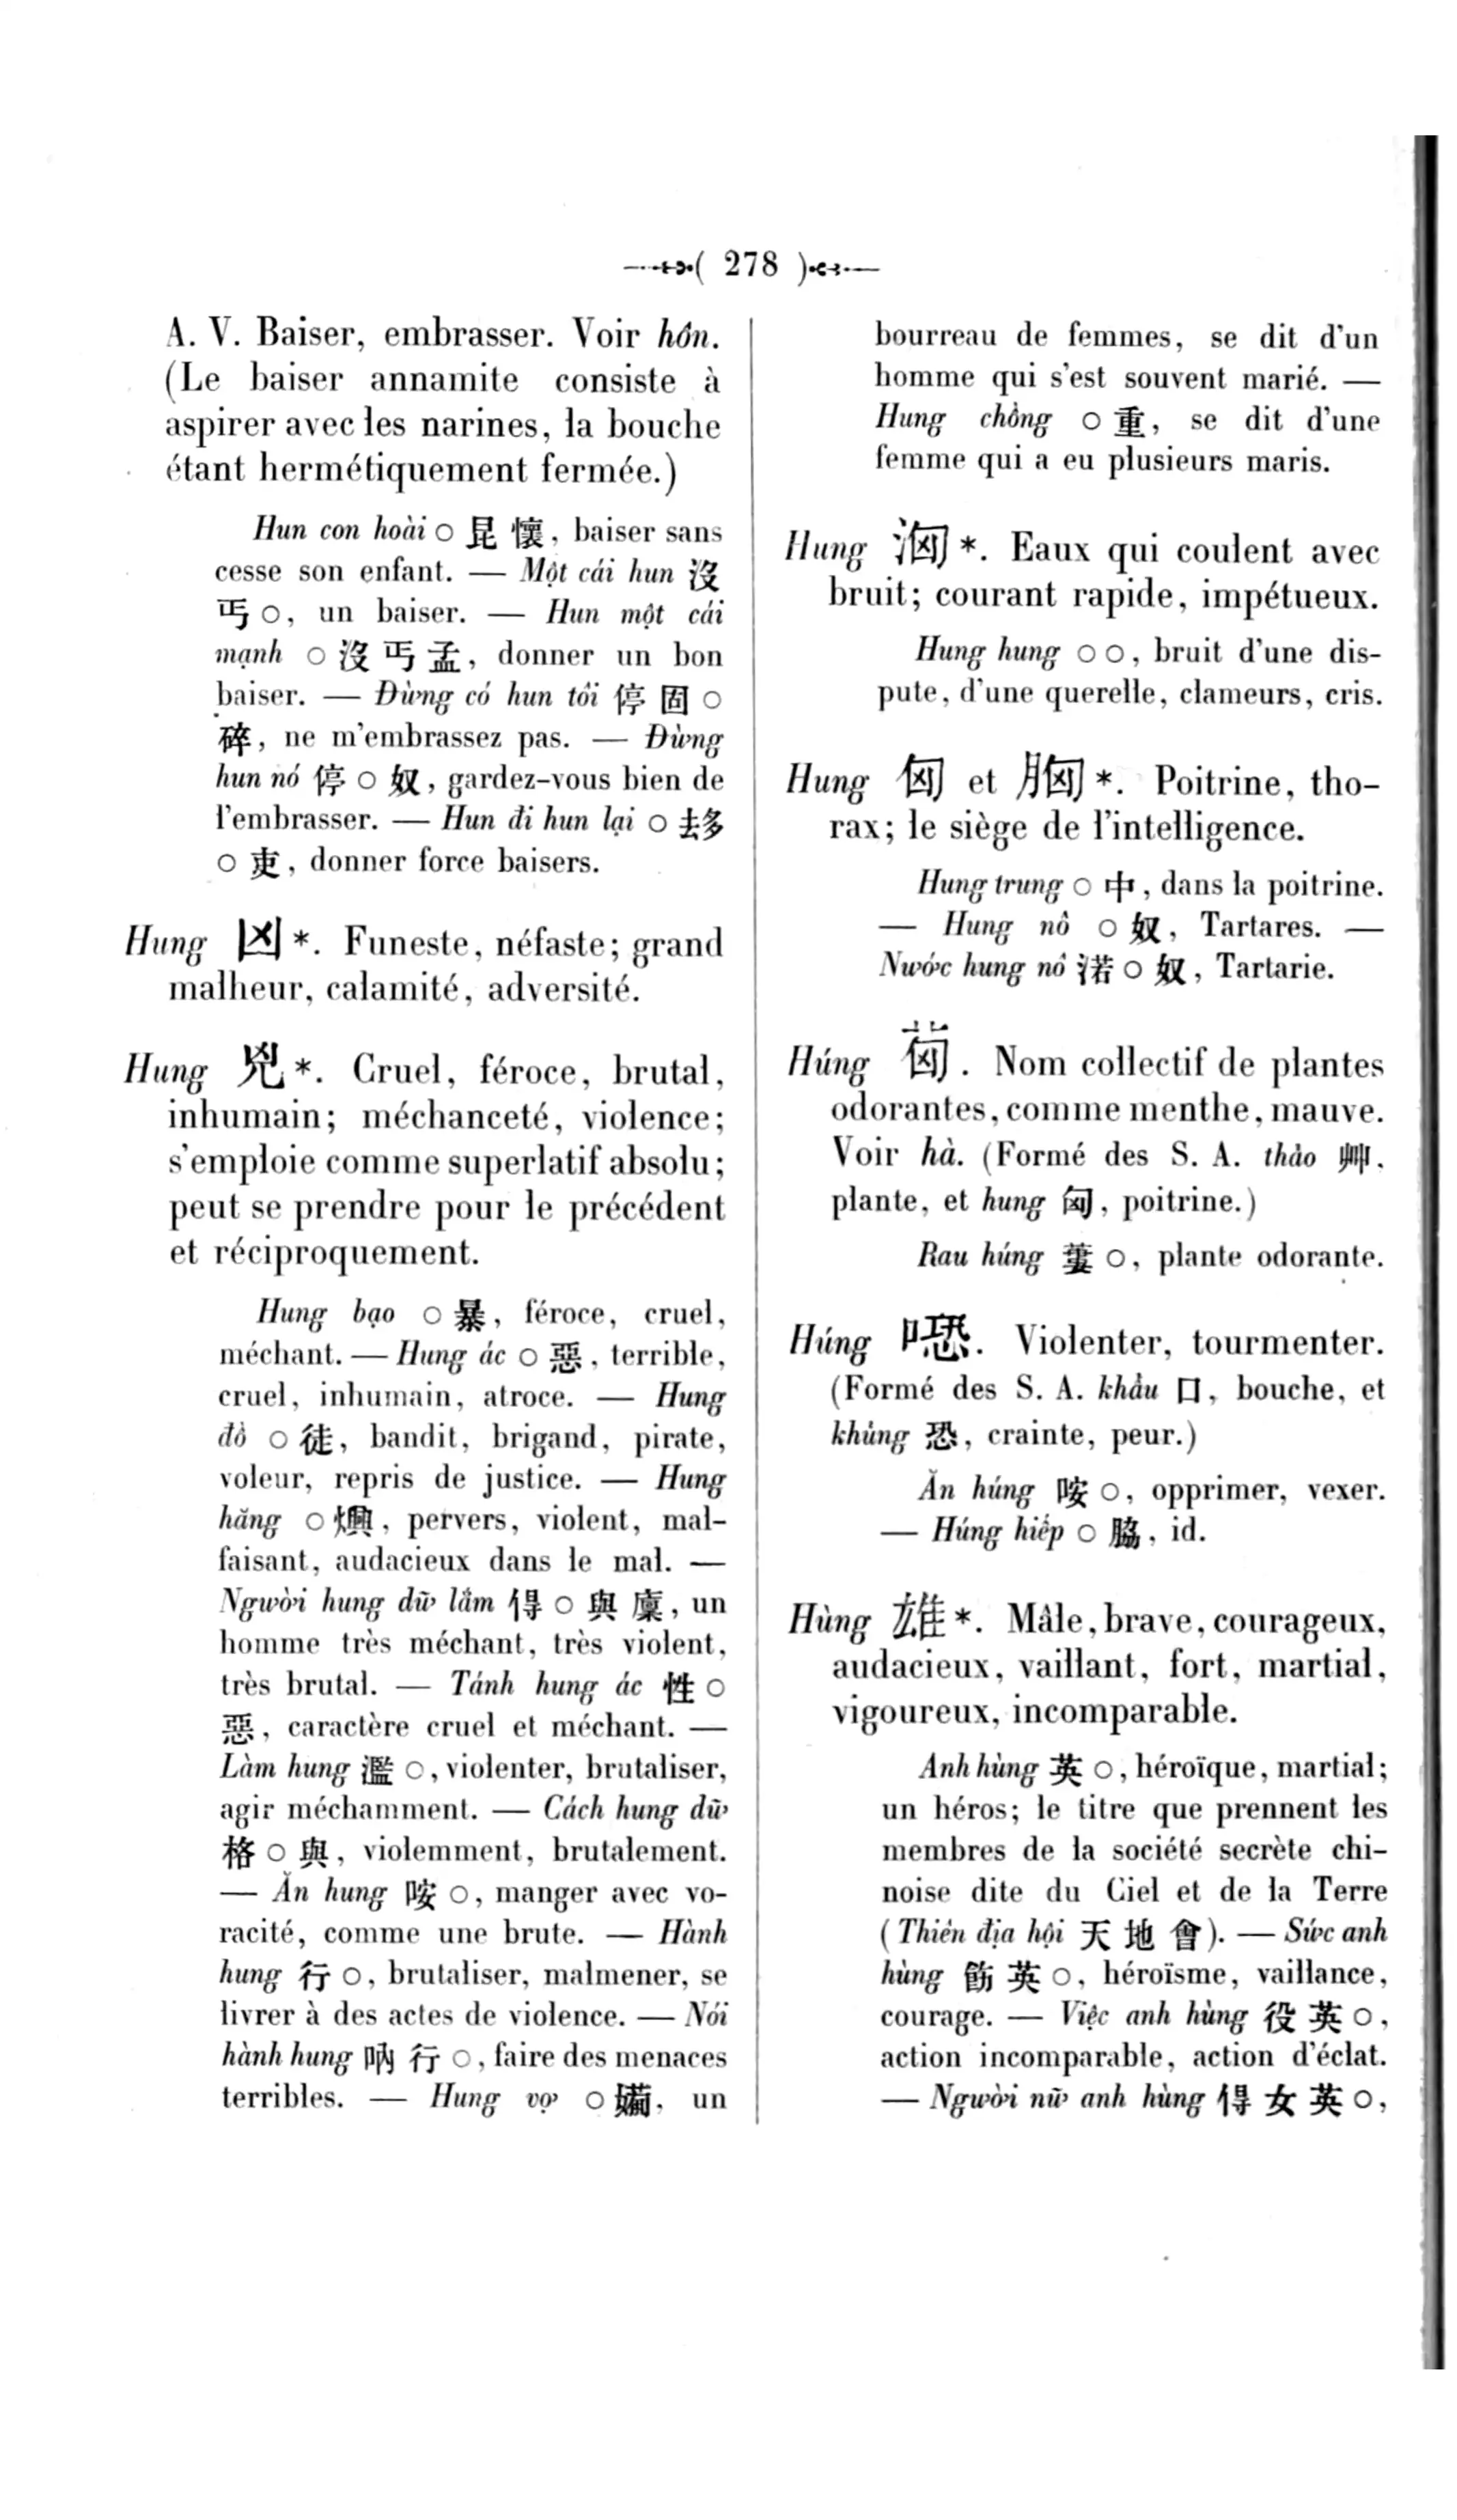 ( 278 )
A. V. Baiser, embrasser. Voir hôn.
(Le baiser annamite consiste à
aspirer avec les narines, la bouche
étant hermétiquement fermée.)
Hun con hoài ○ 昆 懷, baiser sans
cesse son enfant. — Một cái hun 沒
丐 ○, un baiser. — Hun một cái
mạnh ○ 沒 丐 孟, donner un bon
baiser. — Đừng có hun tôi 停 固 ○
碎, ne m'embrassez pas. — Đừng
hun nó 停 ○ 奴, gardez-vous bien de
l'embrasser. — Hun đi hun lại ○ 𠫾
○ 吏, donner force baisers.
Hung 凶 *. Funeste, néfaste; grand
malheur, calamité, adversité.
Hung 兇 *. Cruel, féroce, brutal,
inhumain; méchanceté, violence;
s'emploie comme superlatif absolu;
peut se prendre pour le précédent
et réciproquement.
Hung bạo ○ 暴, féroce, cruel,
méchant. — Hung ác ○ 惡, terrible,
cruel, inhumain, atroce. — Hung
đồ ○ 徒, bandit, brigand, pirate,
voleur, repris de justice. — Hung
hăng ○, pervers, violent, mal-
faisant, audacieux dans le mal. —
Người hung dữ lắm 得 ○ 與 廩, un
homme très méchant, très violent,
très brutal. — Tánh hung ác 性 ○
惡, caractère cruel et méchant. —
Làm hung 濫 ○, violenter, brutaliser,
agir méchamment. — Cách hung dữ
格 ○ 與, violemment, brutalement.
— Ăn hung 咹 ○, manger avec vo-
racité, comme une brute. — Hành
hung 行 ○, brutaliser, malmener, se
livrer à des actes de violence. — Nói
hành hung 吶 行 ○, faire des menaces
terribles. — Hung vợ ○, un
bourreau de femmes, se dit d'un
homme qui s'est souvent marié. —
Hung chồng ○ 重, se dit d'une
femme qui a eu plusieurs maris.
Hung 洶 *. Eaux qui coulent avec
bruit; courant rapide, impétueux.
Hung hung ○ ○, bruit d'une dis-
pute, d'une querelle, clameurs, cris.
Hung 匈 et 胸 *. Poitrine, tho-
rax; le siège de l'intelligence.
Hung trung ○ 中, dans la poitrine.
— Hung nô ○ 奴, Tartares. —
Nước hung nô 渃 ○ 奴, Tartarie.
Húng 䓖. Nom collectif de plantes
odorantes, comme menthe, mauve.
Voir hà. (Formé des S. A. thảo 艸,
plante, et hung 匈, poitrine.)
Rau húng 蔞 ○, plante odorante.
Húng. Violenter, tourmenter.
(Formé des S. A. khẩu 口, bouche, et
khủng 恐, crainte, peur.)
Ăn húng 咹 ○, opprimer, vexer.
— Húng hiếp ○ 脇, id.
Hùng 雄 *. Mâle, brave, courageux,
audacieux, vaillant, fort, martial,
vigoureux, incomparable.
Anh hùng 英 ○, héroïque, martial;
un héros; le titre que prennent les
membres de la société secrète chi-
noise dite du Ciel et de la Terre
(Thiên địa hội 天 地 會). — Sức anh
hùng 飭 英 ○, héroïsme, vaillance,
courage. — Việc anh hùng 役 英 ○,
action incomparable, action d'éclat.
— Người nữ anh hùng 得 女 英 ○,